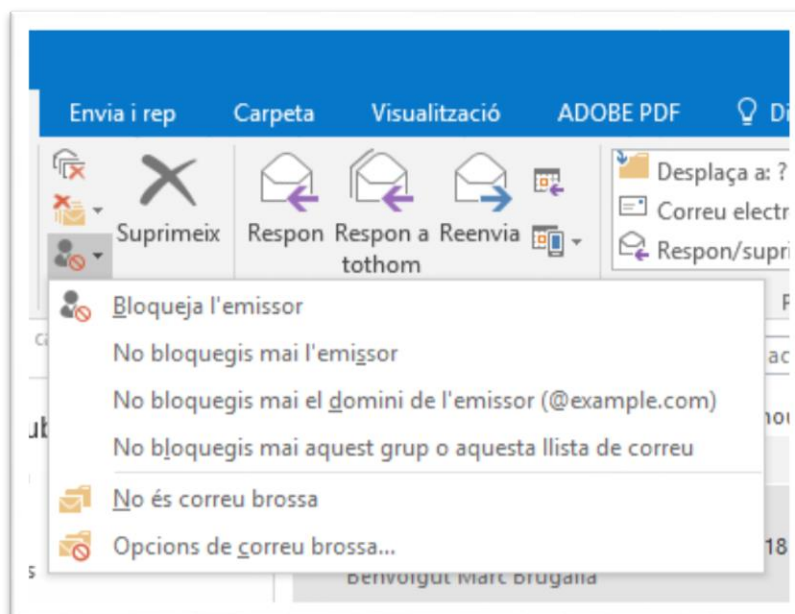 Envia i rep Carpeta Visualització ADOBE PDF
Suprimeix Respon Respon a tothom Reenvia
Desplaça a: ?
Correu electr
Respon/supri
Bloqueja l'emissor
No bloquegis mai l'emissor
No bloquegis mai el domini de l'emissor (@example.com)
No bloquegis mai aquest grup o aquesta llista de correu
No és correu brossa
Opcions de correu brossa...
18
Benvolgut Marc Brugalla